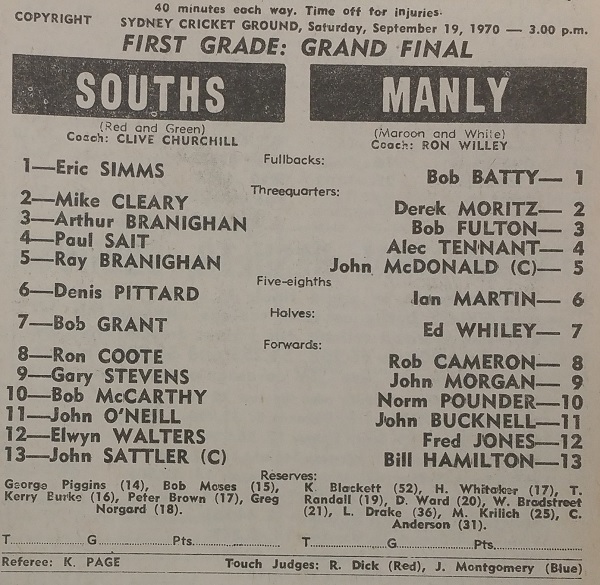 40 minutes each way. Time off for injuries.
COPYRIGHT
SYDNEY CRICKET GROUND, Saturday, September 19, 1970 — 3.00 p.m.
FIRST GRADE: GRAND FINAL
SOUTHS MANLY
(Red and Green) (Maroon and White)
Coach: CLIVE CHURCHILL Coach: RON WILLEY
Fullbacks:
1—Eric SIMMS Bob BATTY— 1
Threequarters:
2—Mike CLEARY Derek MORITZ— 2
3—Arthur BRANIGHAN Bob FULTON— 3
4—Paul SAIT Alec TENNANT— 4
5—Ray BRANIGHAN John McDONALD (C)— 5
Five-eighths
6—Denis PITTARD Ian MARTIN— 6
Halves:
7—Bob GRANT Ed WHILEY— 7
Forwards:
8—Ron COOTE Rob CAMERON— 8
9—Gary STEVENS John MORGAN— 9
10—Bob McCARTHY Norm POUNDER—10
11—John O'NEILL John BUCKNELL—11
12—Elwyn WALTERS Fred JONES—12
13—John SATTLER (C) Bill HAMILTON—13
Reserves:
George Piggins (14), Bob Moses (15),
Kerry Burke (16), Peter Brown (17), Greg
Norgard (18).
K. Blackett (52), H. Whitaker (17), T.
Randall (19), D. Ward (20), W. Bradstreet
(21), L. Drake (36), M. Krilich (25), C.
Anderson (31).
T..............G..............Pts.............. T..............G..............Pts..............
Referee: K. PAGE Touch Judges: R. Dick (Red), J. Montgomery (Blue)